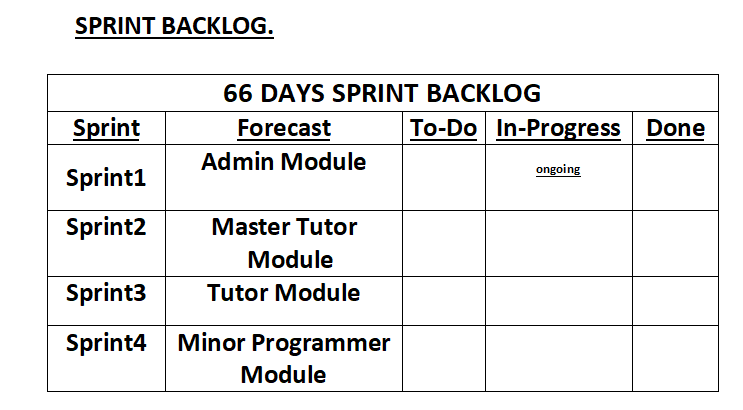 SPRINT BACKLOG.
66 DAYS SPRINT BACKLOG
Sprint Forecast To-Do In-Progress Done
Sprint1 Admin Module ongoing
Sprint2 Master Tutor
Module
Sprint3 Tutor Module
Sprint4 Minor Programmer
Module